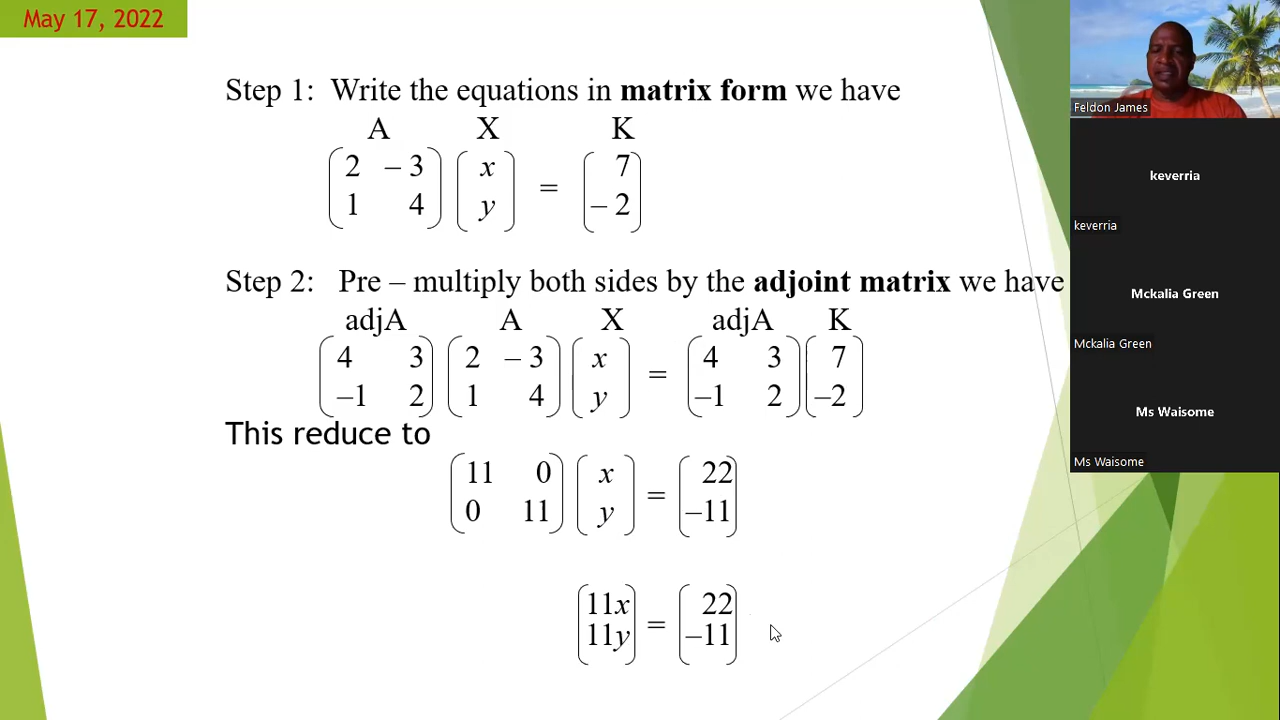 May 17, 2022
Step 1: Write the equations in matrix form we have
A X K
2 – 3 x = 7
1 4 y – 2
Step 2: Pre – multiply both sides by the adjoint matrix we have
adjA A X adjA K
4 3 2 – 3 x = 4 3 7
–1 2 1 4 y –1 2 –2
This reduce to
11 0 x = 22
0 11 y –11
11x = 22
11y –11
Feldon James
keverria
keverria
Mckalia Green
Mckalia Green
Ms Waisome
Ms Waisome